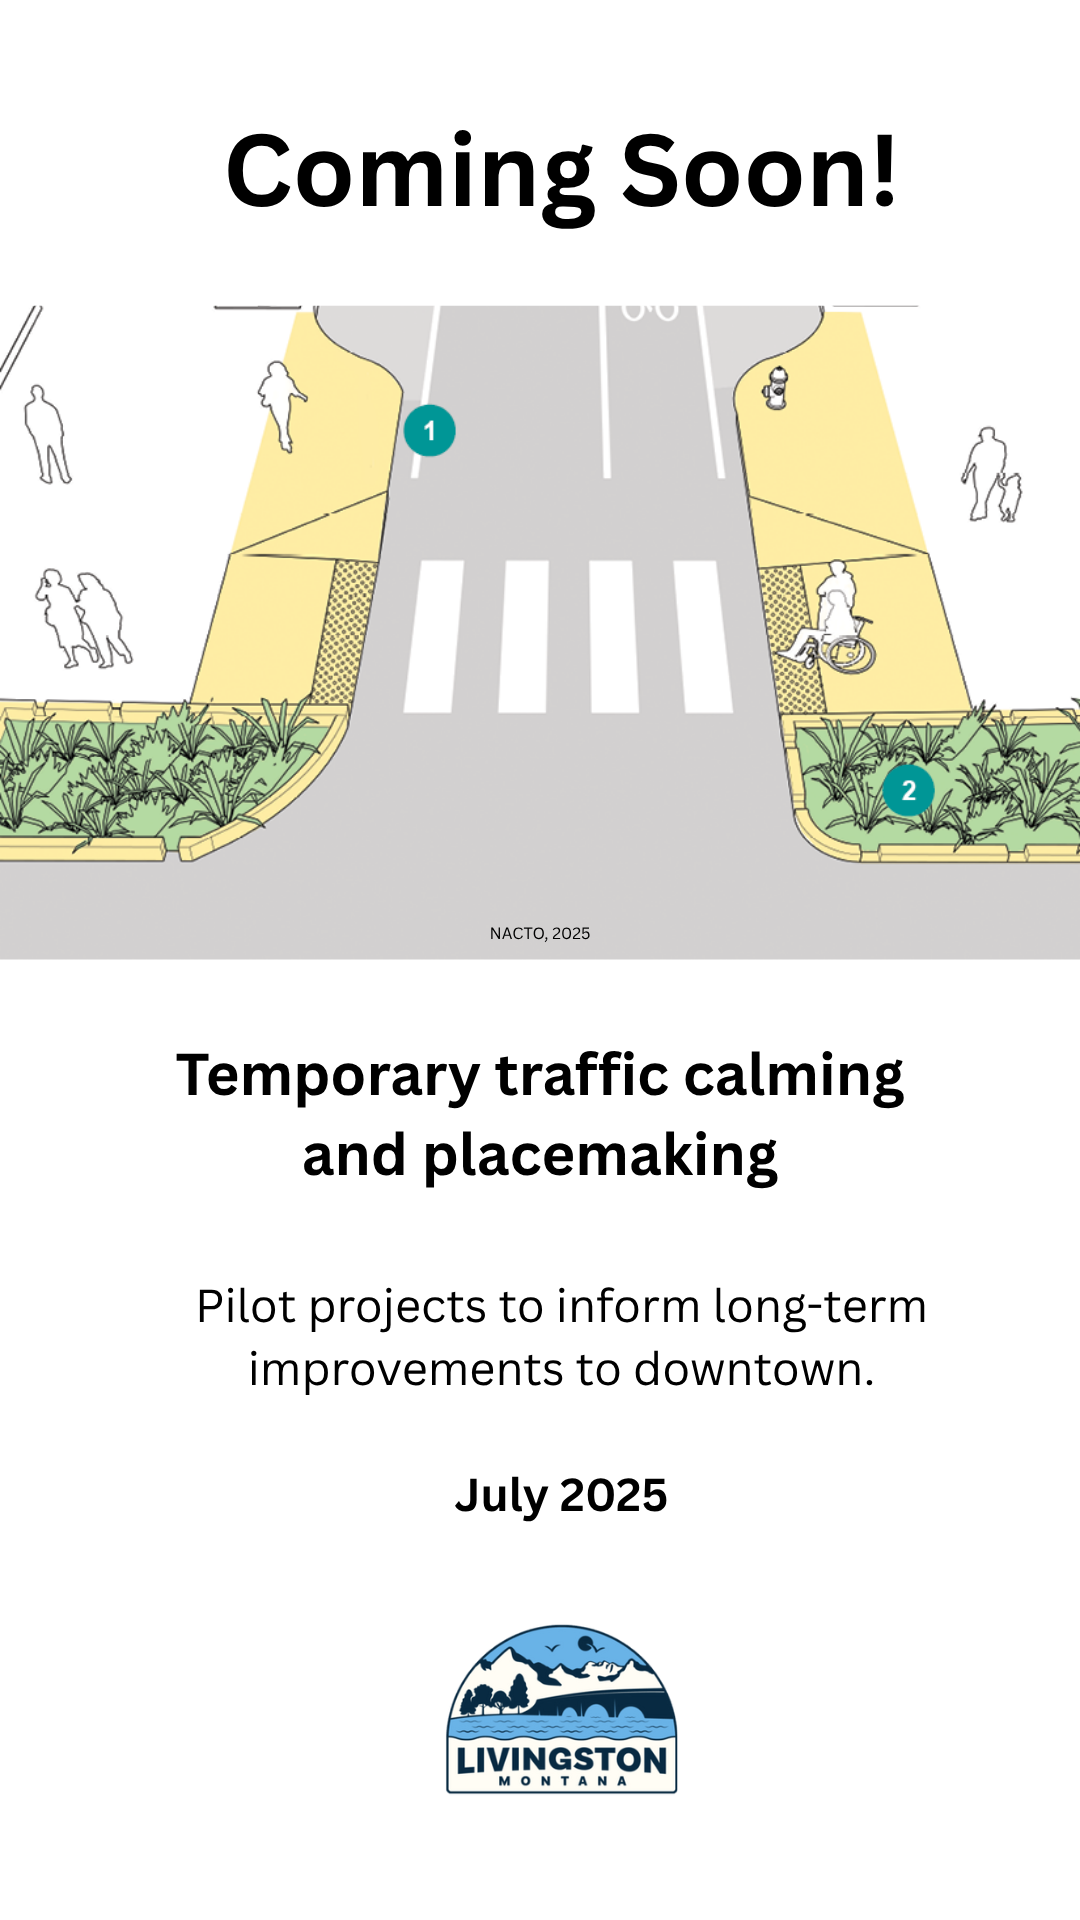 Coming Soon!
1
2
NACTO, 2025
Temporary traffic calming
and placemaking
Pilot projects to inform long-term
improvements to downtown.
July 2025
LIVINGSTON
MONTANA